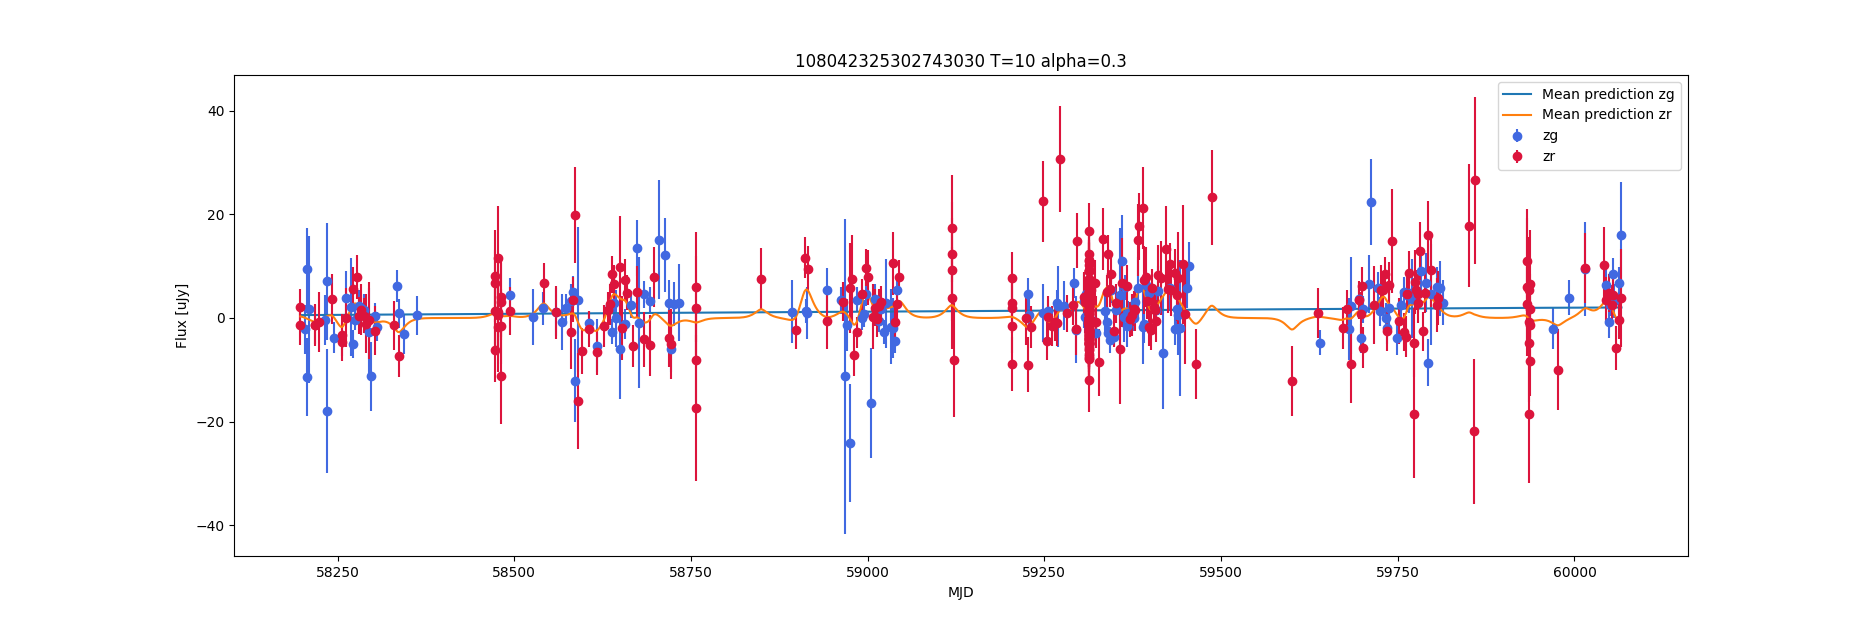 108042325302743030 T=10 alpha=0.3
Flux [uJy]
40
20
0
−20
−40
58250
58500
58750
59000
59250
59500
59750
60000
MJD
Mean prediction zg
Mean prediction zr
zg
zr